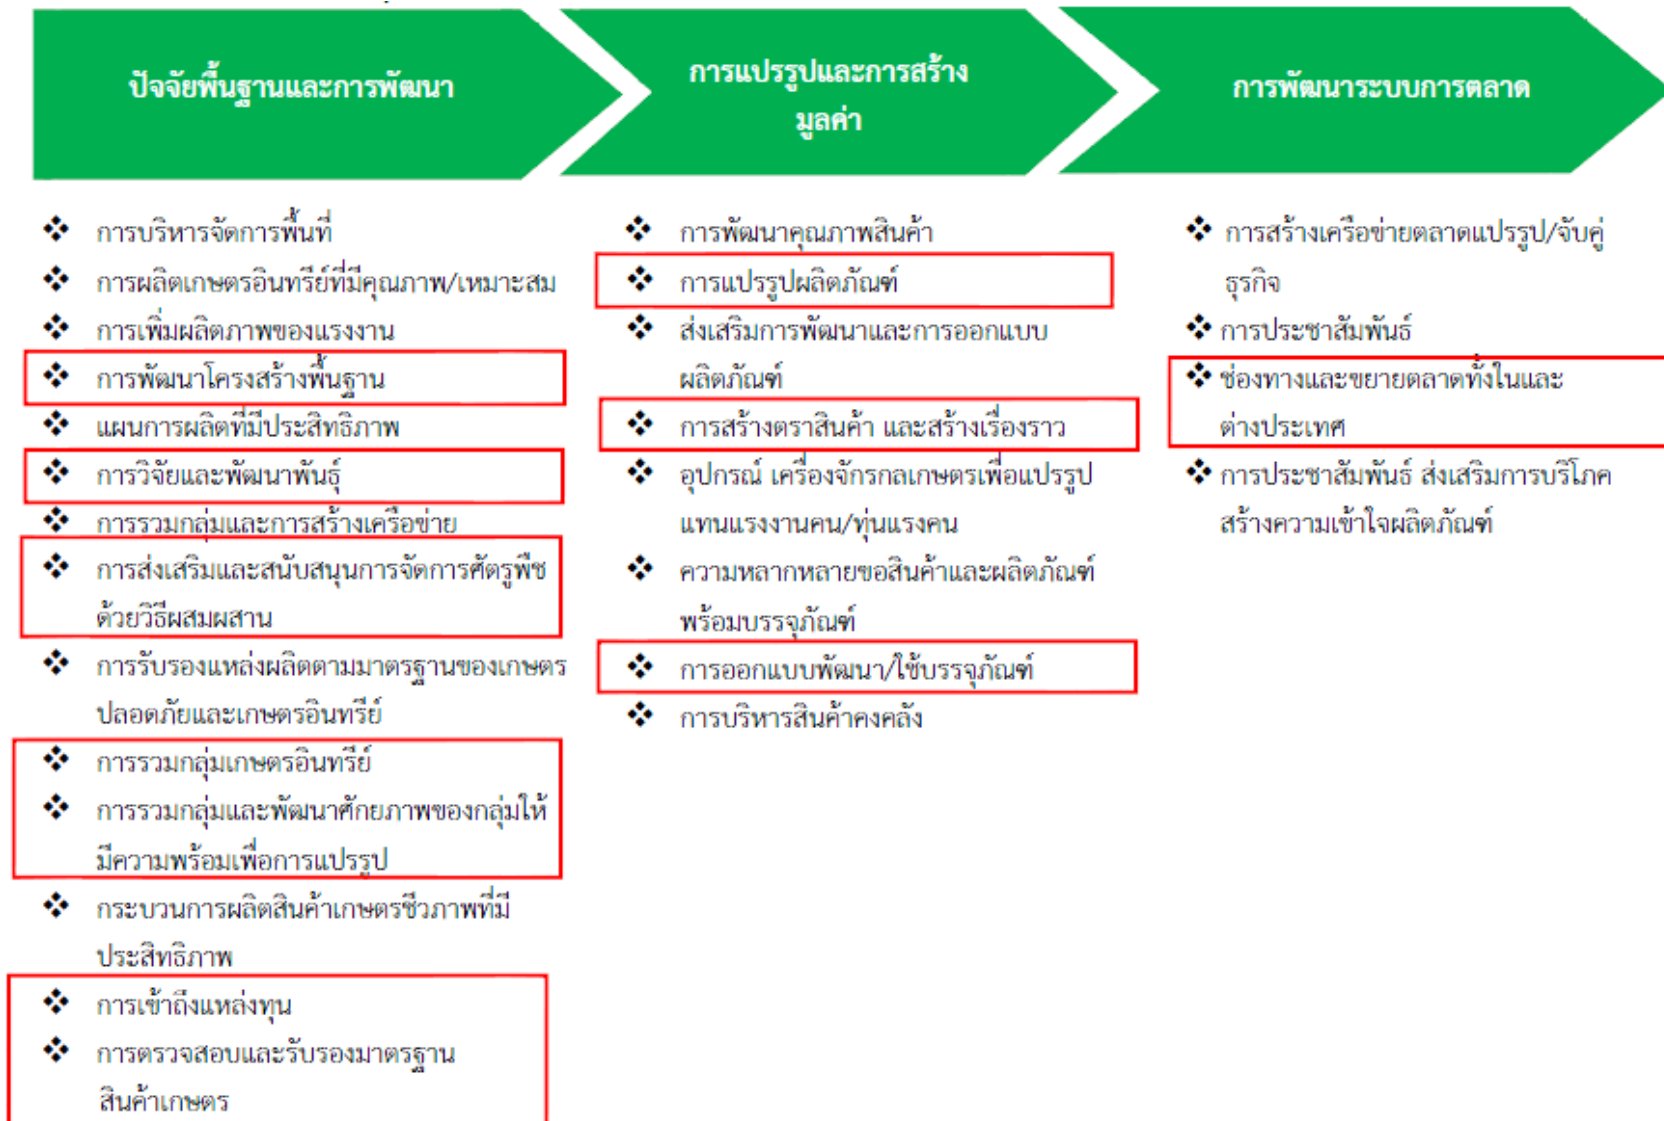 ปัจจัยพื้นฐานและการพัฒนา
การแปรรูปและการสร้าง
มูลค่า
การพัฒนาระบบการตลาด
❖ การบริหารจัดการพื้นที่
❖ การผลิตเกษตรอินทรีย์ที่มีคุณภาพ/เหมาะสม
❖ การเพิ่มผลิตภาพของแรงงาน
❖ การพัฒนาโครงสร้างพื้นฐาน
❖ แผนการผลิตที่มีประสิทธิภาพ
❖ การวิจัยและพัฒนาพันธุ์
❖ การรวมกลุ่มและการสร้างเครือข่าย
❖ การส่งเสริมและสนับสนุนการจัดการศัตรูพืช
ด้วยวิธีผสมผสาน
❖ การรับรองแหล่งผลิตตามมาตรฐานของเกษตร
ปลอดภัยและเกษตรอินทรีย์
❖ การรวมกลุ่มเกษตรอินทรีย์
❖ การรวมกลุ่มและพัฒนาศักยภาพของกลุ่มให้
มีความพร้อมเพื่อการแปรรูป
❖ กระบวนการผลิตสินค้าเกษตรชีวภาพที่มี
ประสิทธิภาพ
❖ การเข้าถึงแหล่งทุน
❖ การตรวจสอบและรับรองมาตรฐาน
สินค้าเกษตร
❖ การพัฒนาคุณภาพสินค้า
❖ การแปรรูปผลิตภัณฑ์
❖ ส่งเสริมการพัฒนาและการออกแบบ
ผลิตภัณฑ์
❖ การสร้างตราสินค้า และสร้างเรื่องราว
❖ อุปกรณ์ เครื่องจักรกลเกษตรเพื่อแปรรูป
แทนแรงงานคน/ทุ่นแรงคน
❖ ความหลากหลายขอสินค้าและผลิตภัณฑ์
พร้อมบรรจุภัณฑ์
❖ การออกแบบพัฒนา/ใช้บรรจุภัณฑ์
❖ การบริหารสินค้าคงคลัง
❖ การสร้างเครือข่ายตลาดแปรรูป/จับคู่
ธุรกิจ
❖ การประชาสัมพันธ์
❖ ช่องทางและขยายตลาดทั้งในและ
ต่างประเทศ
❖ การประชาสัมพันธ์ ส่งเสริมการบริโภค
สร้างความเข้าใจผลิตภัณฑ์